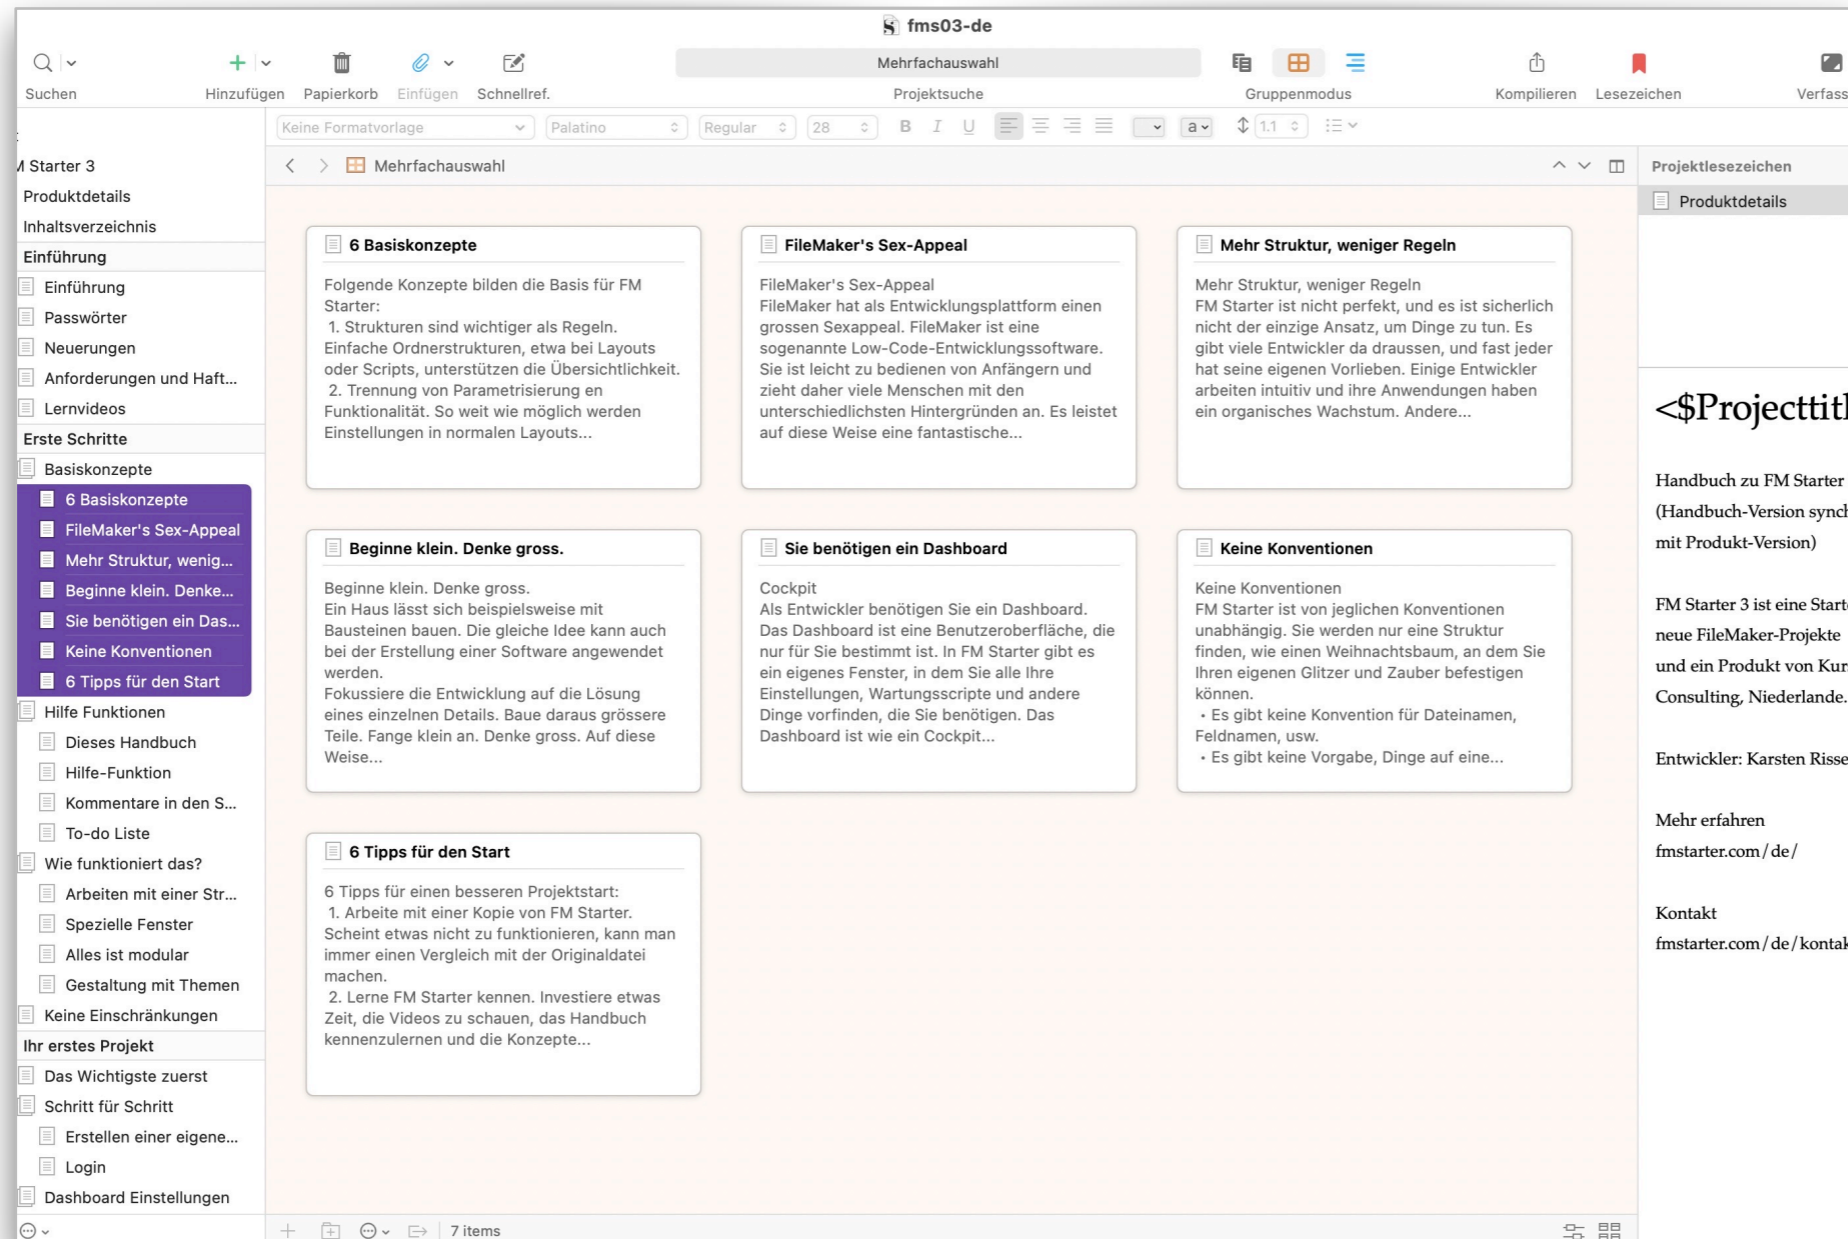 fms03-de
Suchen
Hinzufügen
Papierkorb
Einfügen
Schnellref.
Mehrfachauswahl
Projektsuche
Gruppenmodus
Kompilieren
Lesezeichen
Verfass
Keine Formatvorlage
Palatino
Regular
28
B I U
a
1.1
M Starter 3
Produktdetails
Inhaltsverzeichnis
Einführung
Einführung
Passwörter
Neuerungen
Anforderungen und Haft...
Lernvideos
Erste Schritte
Basiskonzepte
6 Basiskonzepte
FileMaker's Sex-Appeal
Mehr Struktur, wenig...
Beginne klein. Denke...
Sie benötigen ein Das...
Keine Konventionen
6 Tipps für den Start
Hilfe Funktionen
Dieses Handbuch
Hilfe-Funktion
Kommentare in den S...
To-do Liste
Wie funktioniert das?
Arbeiten mit einer Str...
Spezielle Fenster
Alles ist modular
Gestaltung mit Themen
Keine Einschränkungen
Ihr erstes Projekt
Das Wichtigste zuerst
Schritt für Schritt
Erstellen einer eigene...
Login
Dashboard Einstellungen
Mehrfachauswahl
6 Basiskonzepte
Folgende Konzepte bilden die Basis für FM
Starter:
1. Strukturen sind wichtiger als Regeln.
Einfache Ordnerstrukturen, etwa bei Layouts
oder Scripts, unterstützen die Übersichtlichkeit.
2. Trennung von Parametrisierung en
Funktionalität. So weit wie möglich werden
Einstellungen in normalen Layouts...
FileMaker's Sex-Appeal
FileMaker's Sex-Appeal
FileMaker hat als Entwicklungsplattform einen
grossen Sexappeal. FileMaker ist eine
sogenannte Low-Code-Entwicklungssoftware.
Sie ist leicht zu bedienen von Anfängern und
zieht daher viele Menschen mit den
unterschiedlichsten Hintergründen an. Es leistet
auf diese Weise eine fantastische...
Mehr Struktur, weniger Regeln
Mehr Struktur, weniger Regeln
FM Starter ist nicht perfekt, und es ist sicherlich
nicht der einzige Ansatz, um Dinge zu tun. Es
gibt viele Entwickler da draussen, und fast jeder
hat seine eigenen Vorlieben. Einige Entwickler
arbeiten intuitiv und ihre Anwendungen haben
ein organisches Wachstum. Andere...
Beginne klein. Denke gross.
Beginne klein. Denke gross.
Ein Haus lässt sich beispielsweise mit
Bausteinen bauen. Die gleiche Idee kann auch
bei der Erstellung einer Software angewendet
werden.
Fokussiere die Entwicklung auf die Lösung
eines einzelnen Details. Baue daraus grössere
Teile. Fange klein an. Denke gross. Auf diese
Weise...
Sie benötigen ein Dashboard
Cockpit
Als Entwickler benötigen Sie ein Dashboard.
Das Dashboard ist eine Benutzeroberfläche, die
nur für Sie bestimmt ist. In FM Starter gibt es
ein eigenes Fenster, in dem Sie alle Ihre
Einstellungen, Wartungsscripte und andere
Dinge vorfinden, die Sie benötigen. Das
Dashboard ist wie ein Cockpit...
Keine Konventionen
Keine Konventionen
FM Starter ist von jeglichen Konventionen
unabhängig. Sie werden nur eine Struktur
finden, wie einen Weihnachtsbaum, an dem Sie
Ihren eigenen Glitzer und Zauber befestigen
können.
• Es gibt keine Konvention für Dateinamen,
Feldnamen, usw.
• Es gibt keine Vorgabe, Dinge auf eine...
6 Tipps für den Start
6 Tipps für einen besseren Projektstart:
1. Arbeite mit einer Kopie von FM Starter.
Scheint etwas nicht zu funktionieren, kann man
immer einen Vergleich mit der Originaldatei
machen.
2. Lerne FM Starter kennen. Investiere etwas
Zeit, die Videos zu schauen, das Handbuch
kennenzulernen und die Konzepte...
7 items
Projektlesezeichen
Produktdetails
<$Projecttitl
Handbuch zu FM Starter
(Handbuch-Version synch
mit Produkt-Version)
FM Starter 3 ist eine Start
neue FileMaker-Projekte
und ein Produkt von Kur
Consulting, Niederlande.
Entwickler: Karsten Risse
Mehr erfahren
fmstarter.com/de/
Kontakt
fmstarter.com/de/kontak